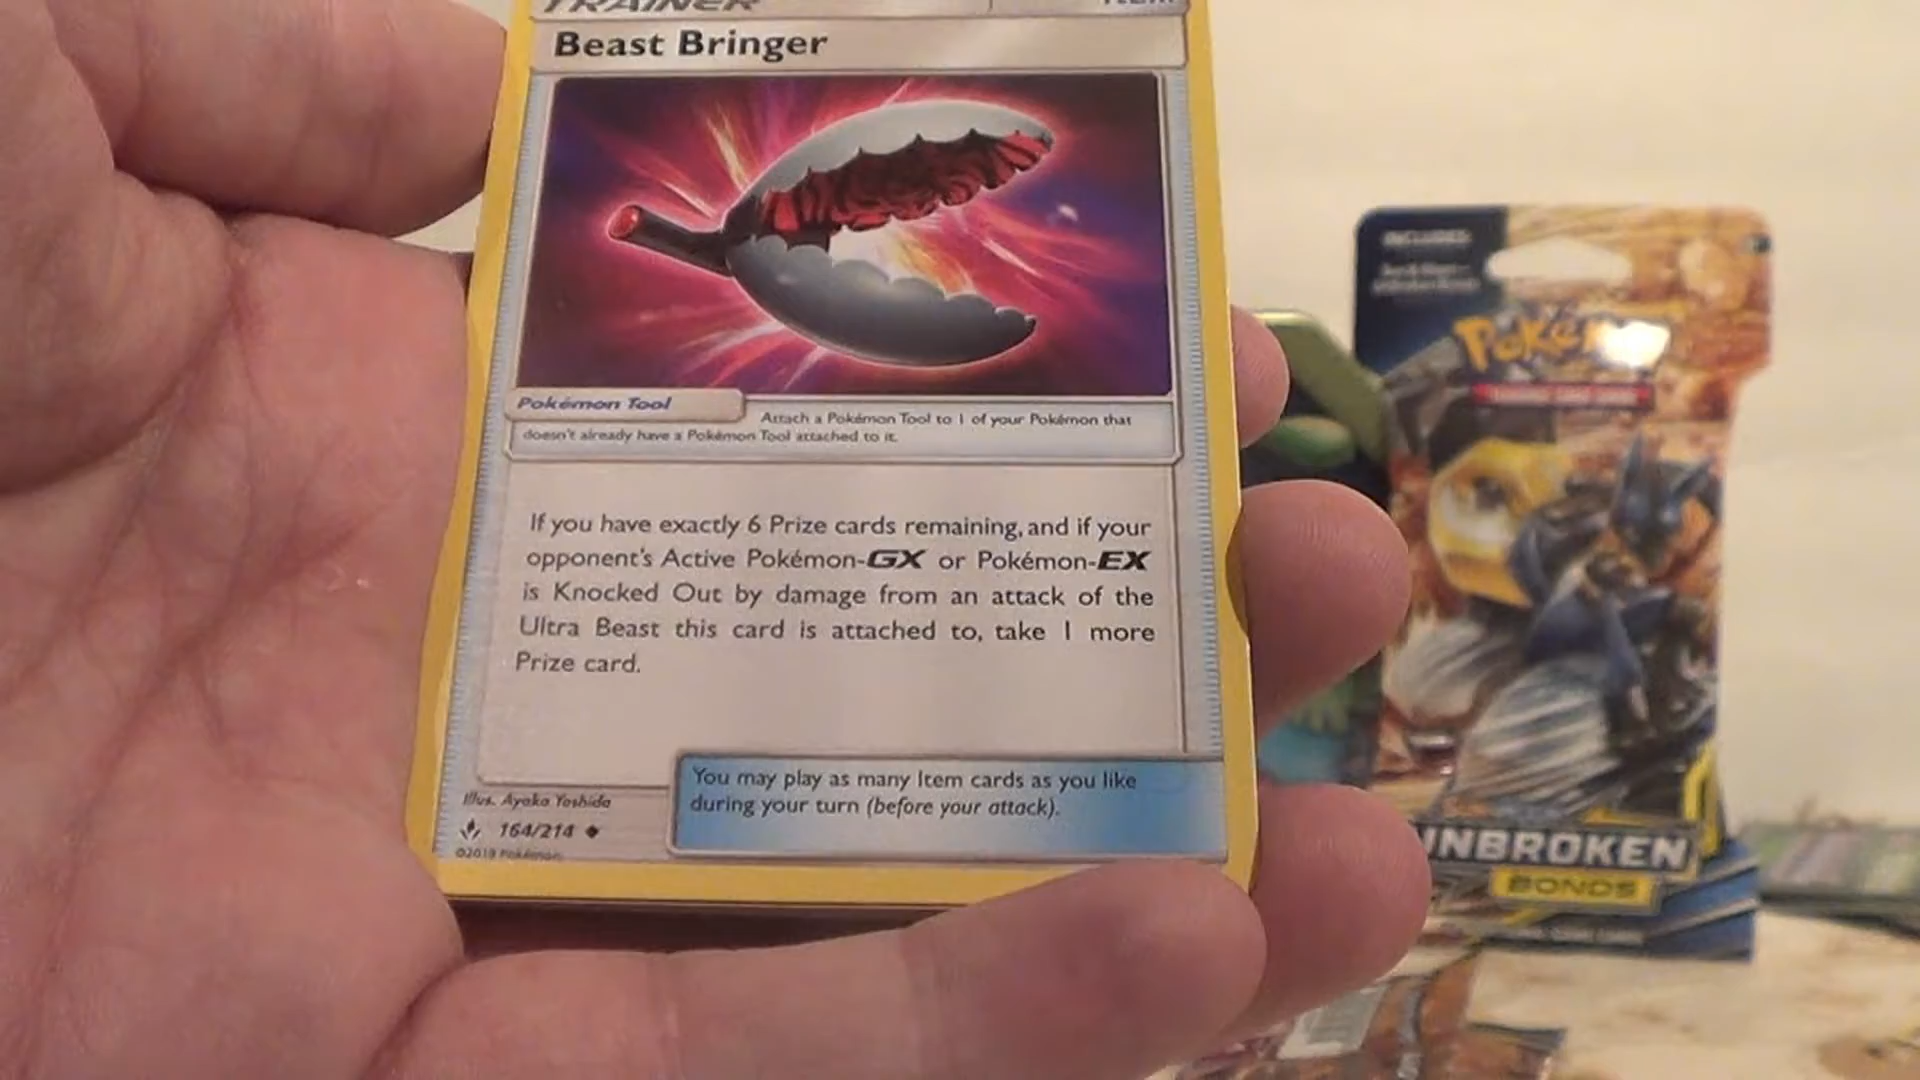 TRAINER
Beast Bringer
Pokémon Tool
Attach a Pokémon Tool to 1 of your Pokémon that
doesn't already have a Pokémon Tool attached to it.
If you have exactly 6 Prize cards remaining, and if your
opponent's Active Pokémon-GX or Pokémon-EX
is Knocked Out by damage from an attack of the
Ultra Beast this card is attached to, take 1 more
Prize card.
You may play as many Item cards as you like
during your turn (before your attack).
Illus. Ayaka Yoshida
164/214
©2019 Pokémon
INCLUDES
Pokémon
UNBROKEN
BONDS